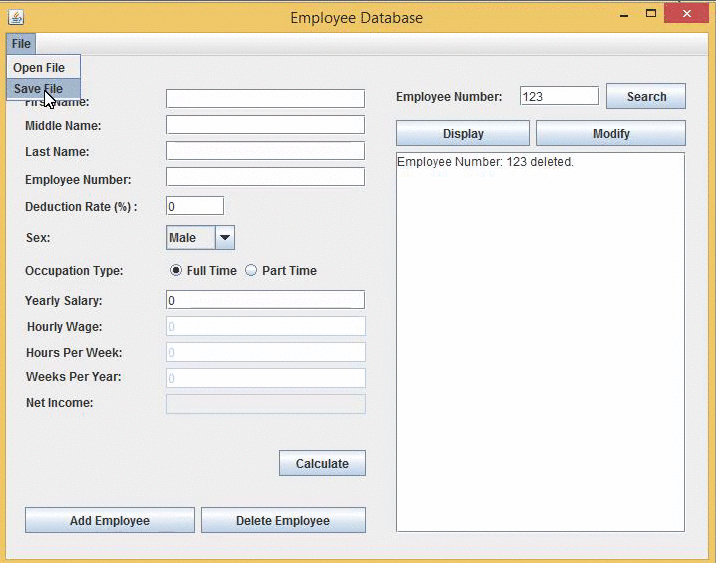 Employee Database
File
Open File
Save File
First Name:
Middle Name:
Last Name:
Employee Number:
Deduction Rate (%) :
0
Sex:
Male
Occupation Type:
Full Time
Part Time
Yearly Salary:
0
Hourly Wage:
0
Hours Per Week:
0
Weeks Per Year:
0
Net Income:
Calculate
Add Employee
Delete Employee
Employee Number:
123
Search
Display
Modify
Employee Number: 123 deleted.